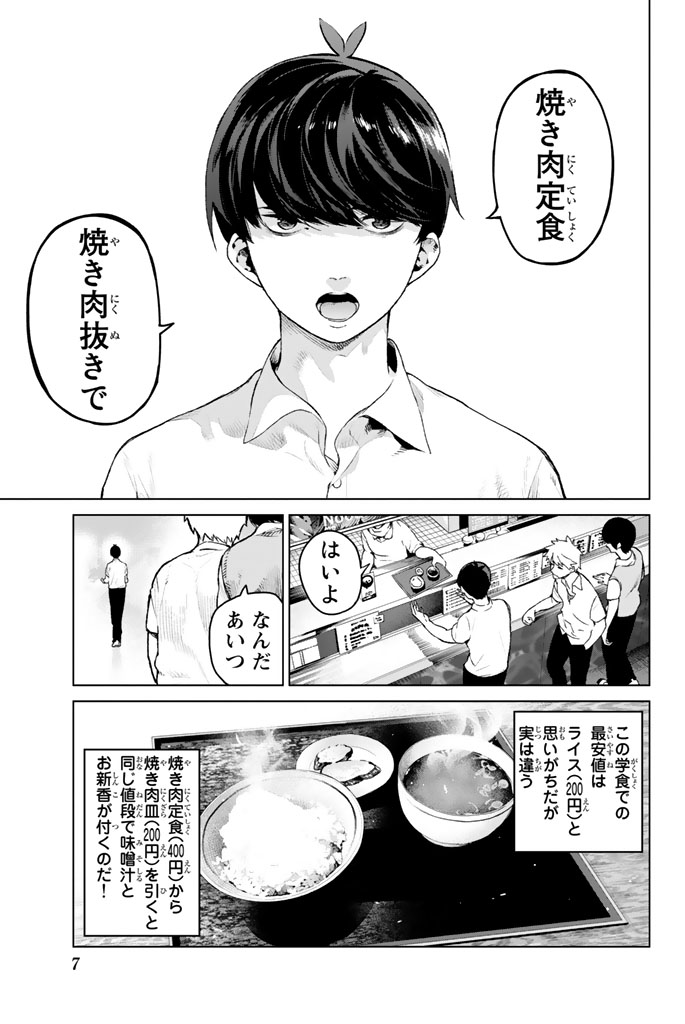 焼き肉定食
焼き肉抜きで
はいよ
なんだ
あいつ
この学食での
最安値は
ライス(200円)と
思いがちだが
実は違う
焼き肉定食(400円)から
焼き肉皿(200円)を引くと
同じ値段で味噌汁と
お新香が付くのだ!
7